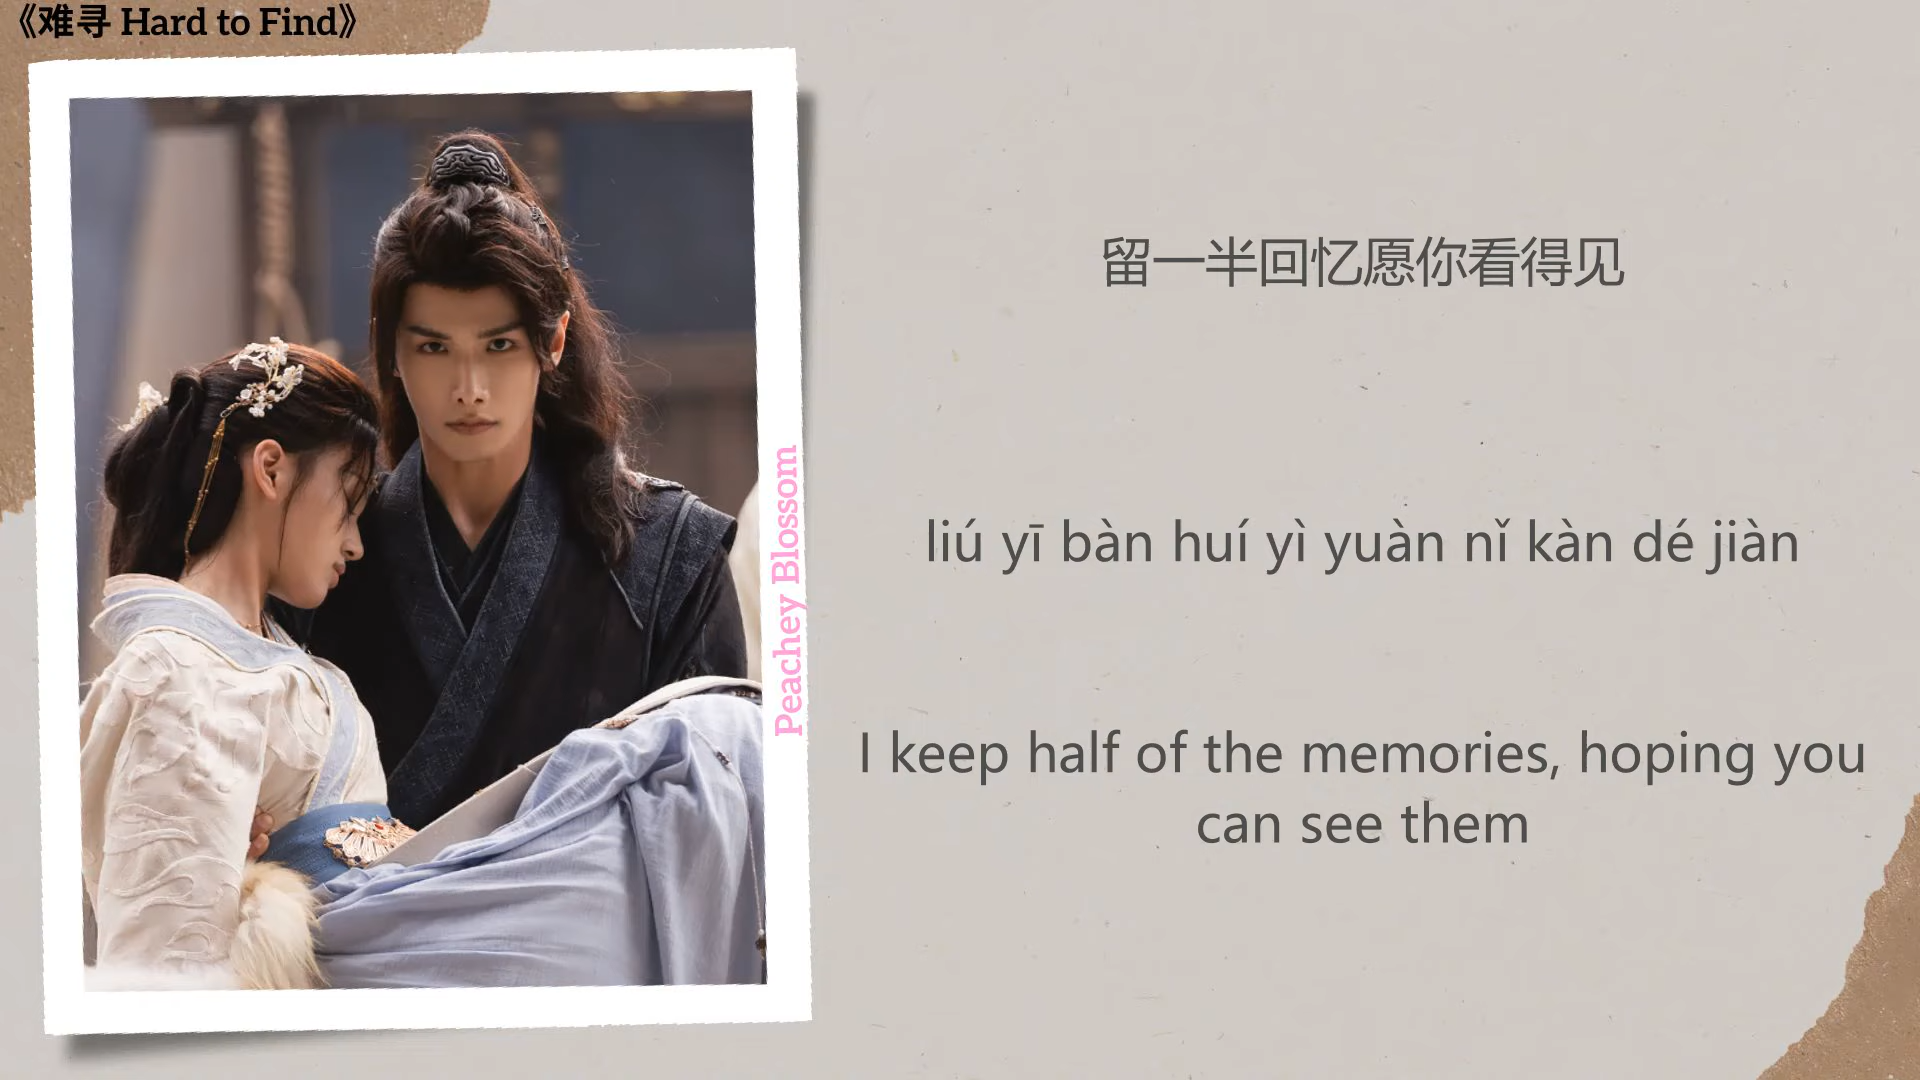 《难寻 Hard to Find》
留一半回忆愿你看得见
liú yī bàn huí yì yuàn nǐ kàn dé jiàn
I keep half of the memories, hoping you
can see them
Peachey Blossom